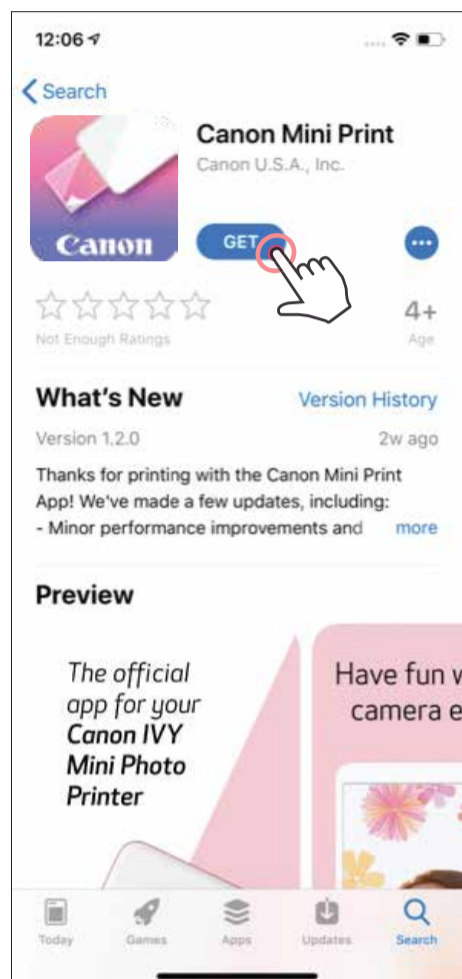 12:06
Search
Canon Mini Print
Canon U.S.A., Inc.
Canon
GET
4+
Not Enough Ratings
Age
What's New
Version History
Version 1.2.0
2w ago
Thanks for printing with the Canon Mini Print
App! We've made a few updates, including:
- Minor performance improvements and more
Preview
The official
app for your
Canon IVY
Mini Photo
Printer
Have fun
camera e
Today
Games
Apps
Updates
Search